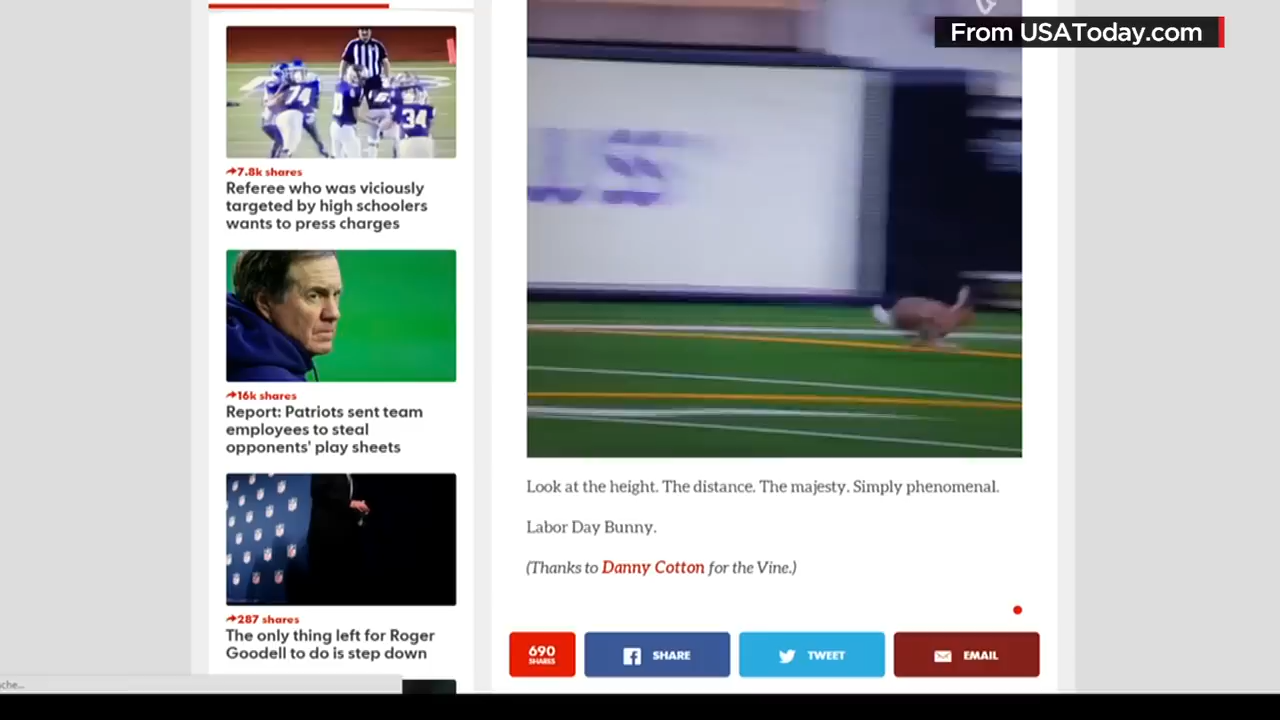 From USAToday.com
74
34
7.8k shares
Referee who was viciously
targeted by high schoolers
wants to press charges
16k shares
Report: Patriots sent team
employees to steal
opponents' play sheets
287 shares
The only thing left for Roger
Goodell to do is step down
Look at the height. The distance. The majesty. Simply phenomenal.
Labor Day Bunny.
(Thanks to Danny Cotton for the Vine.)
690
SHARES
SHARE
TWEET
EMAIL